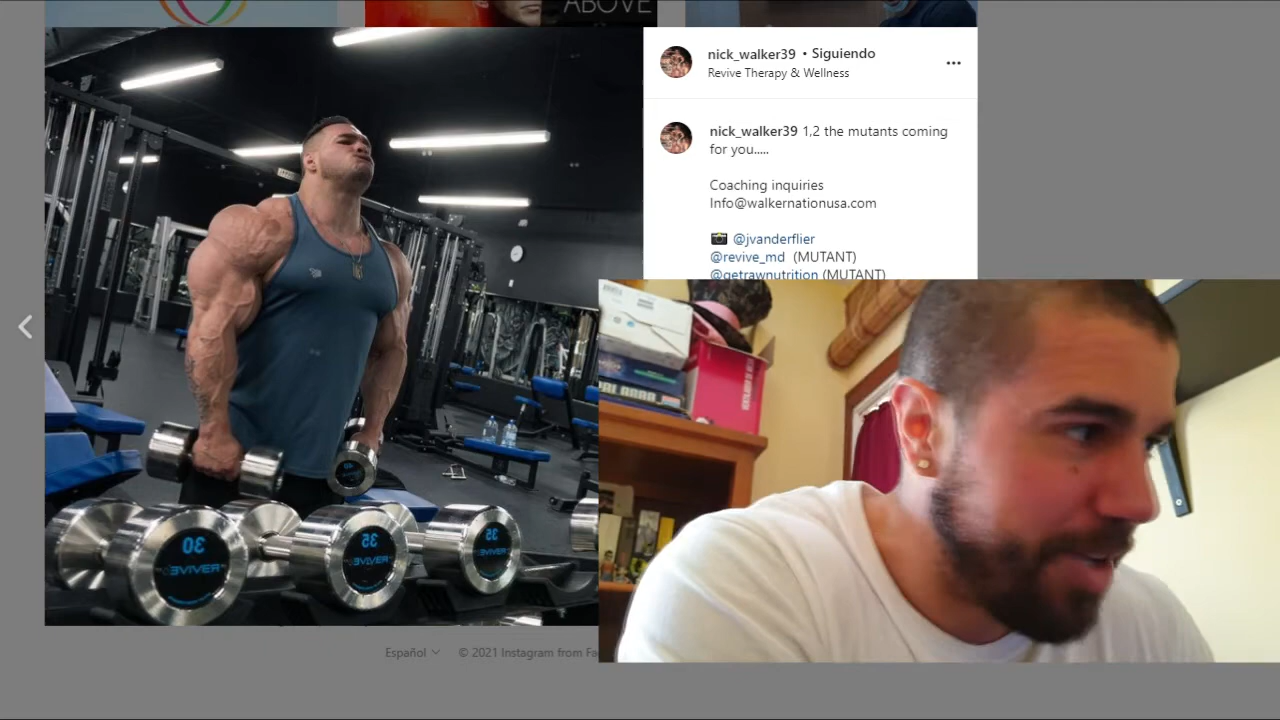 ABOVE
nick_walker39 • Siguiendo
Revive Therapy & Wellness
nick_walker39 1,2 the mutants coming
for you.....
Coaching inquiries
Info@walkernationusa.com
@jvanderflier
@revive_md (MUTANT)
@getrawnutrition (MUTANT)
30
35
35
Español
© 2021 Instagram from